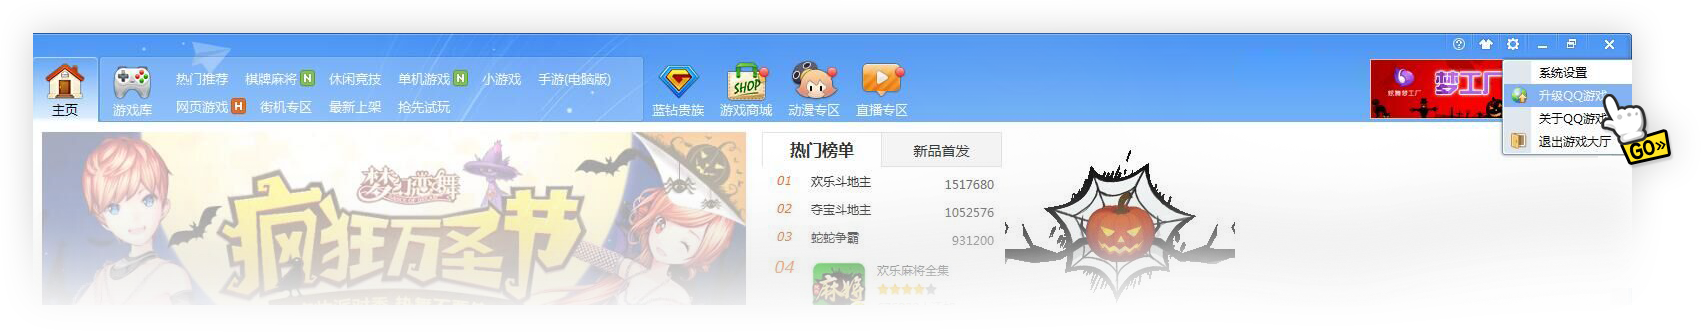 热门推荐 棋牌麻将 N 休闲竞技 单机游戏 N 小游戏 手游(电脑版)
网页游戏 H 街机专区 最新上架 抢先试玩
主页 游戏库 蓝钻贵族 游戏商城 动漫专区 直播专区
SHOP
炫舞梦工厂
梦工厂
系统设置
升级QQ游戏
关于QQ游戏
退出游戏大厅
GO»
梦幻恋舞
疯狂万圣节
热门榜单 新品首发
01 欢乐斗地主 1517680
02 夺宝斗地主 1052576
03 蛇蛇争霸 931200
04 欢乐麻将全集
麻将